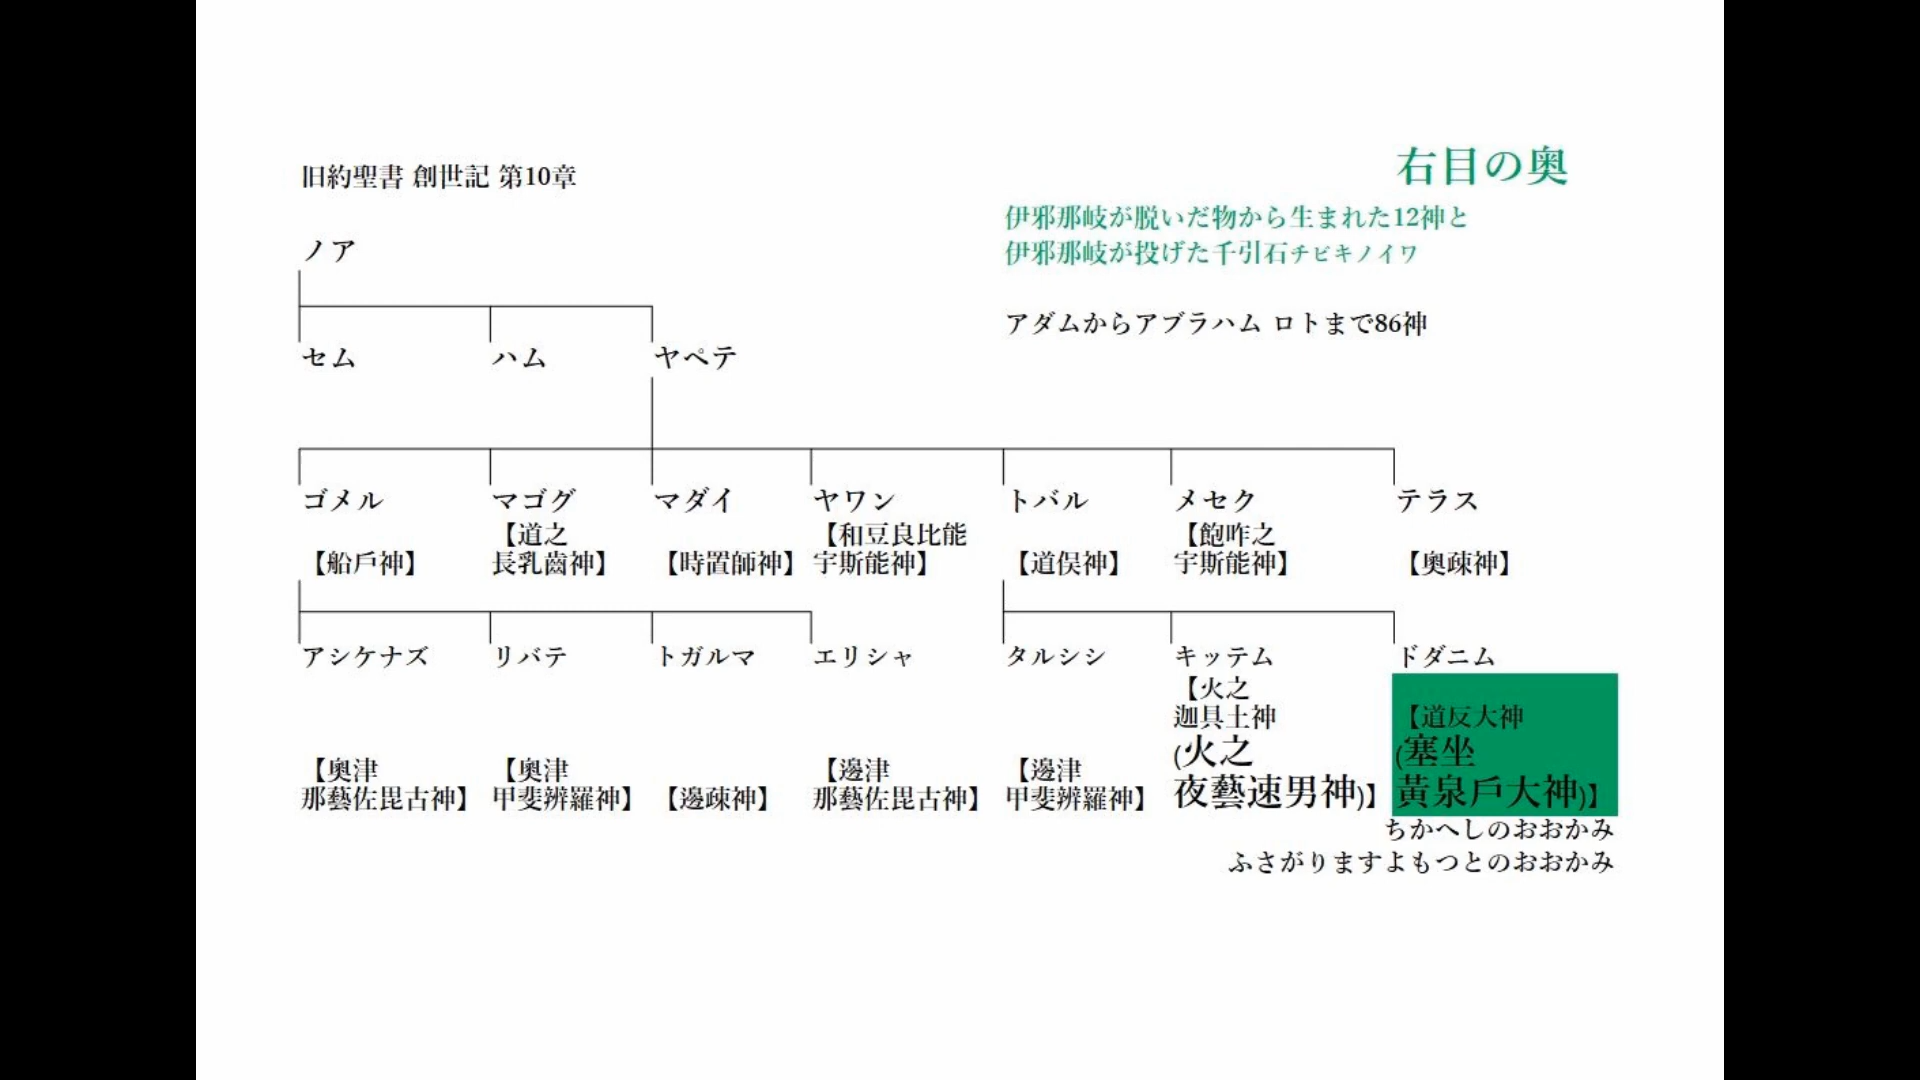 旧約聖書 創世記 第10章
右目の奥
伊邪那岐が脱いだ物から生まれた12神と
伊邪那岐が投げた千引石チビキノイワ
アダムからアブラハム ロトまで86神
ノア
セム
ハム
ヤペテ
ゴメル
【船戶神】
マゴグ
【道之
長乳齒神】
マダイ
【時置師神】
ヤワン
【和豆良比能
宇斯能神】
トバル
【道俣神】
メセク
【飽咋之
宇斯能神】
テラス
【奧疎神】
アシケナズ
【奧津
那藝佐毘古神】
リバテ
【奧津
甲斐辨羅神】
トガルマ
【邊疎神】
エリシャ
【邊津
那藝佐毘古神】
タルシシ
【邊津
甲斐辨羅神】
キッテム
【火之
迦具土神
(火之
夜藝速男神)】
ドダニム
【道反大神
(塞坐
黃泉戶大神)】
ちかへしのおおかみ
ふさがりますよもつとのおおかみ